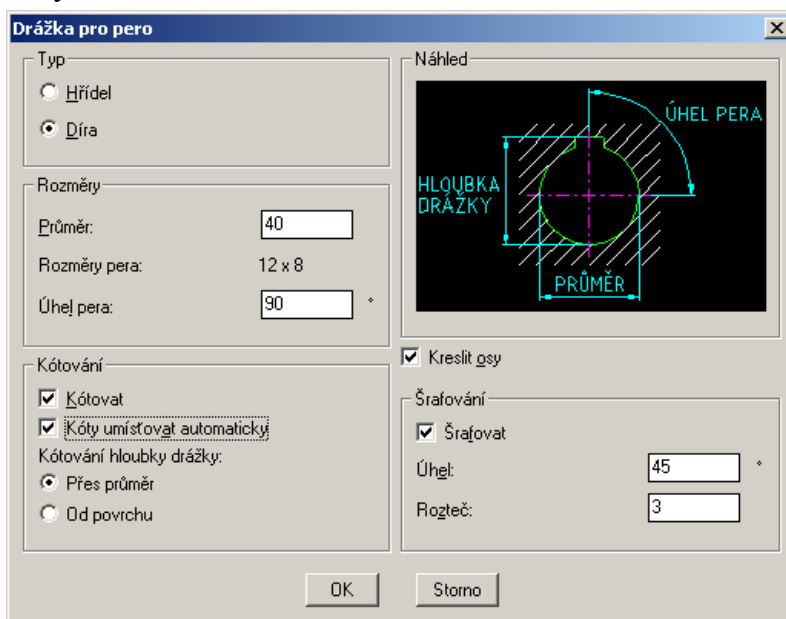 Drážka pro pero
Typ
Hřídel
Díra
Rozměry
Průměr: 40
Rozměry pera: 12 x 8
Úhel pera: 90 °
Kótování
Kótovat
Kóty umísťovat automaticky
Kótování hloubky drážky:
Přes průměr
Od povrchu
Náhled
ÚHEL PERA
HLOUBKA
DRÁŽKY
PRŮMĚR
Kreslit osy
Šrafování
Šrafovat
Úhel: 45 °
Rozteč: 3
OK
Storno